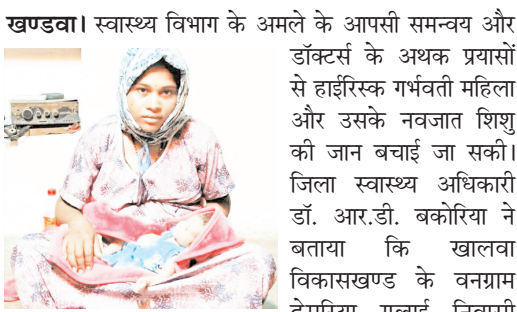 खण्डवा। स्वास्थ्य विभाग के अमले के आपसी समन्वय और
डॉक्टर्स के अथक प्रयासों
से हाईरिस्क गर्भवती महिला
और उसके नवजात शिशु
की जान बचाई जा सकी।
जिला स्वास्थ्य अधिकारी
डॉ. आर.डी. बकोरिया ने
बताया कि खालवा
विकासखण्ड के वनग्राम